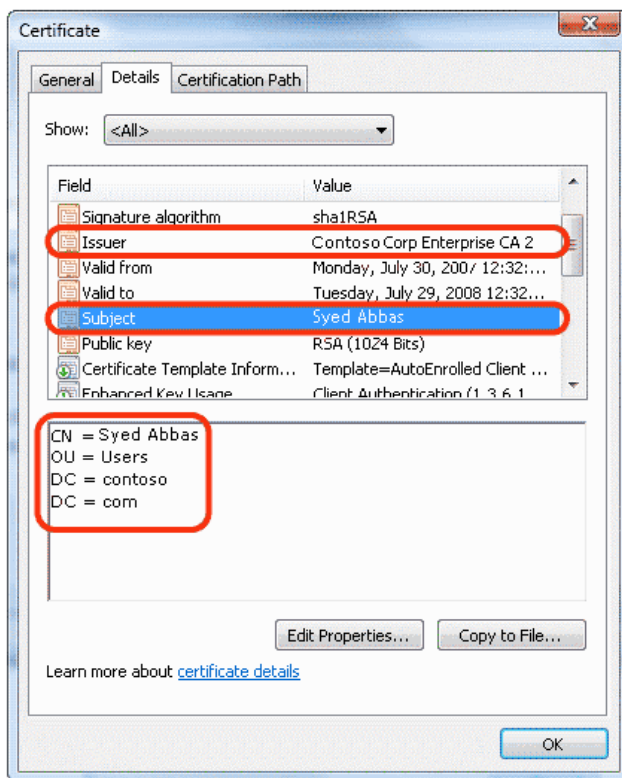 Certificate
General Details Certification Path
Show: <All>
Field Value
Signature algorithm sha1RSA
Issuer Contoso Corp Enterprise CA 2
Valid from Monday, July 30, 2007 12:32:...
Valid to Tuesday, July 29, 2008 12:32...
Subject Syed Abbas
Public key RSA (1024 Bits)
Certificate Template Inform... Template=AutoEnrolled Client ...
Enhanced Key Usage Client Authentication (1.3.6.1
CN = Syed Abbas
OU = Users
DC = contoso
DC = com
Edit Properties... Copy to File...
Learn more about certificate details
OK